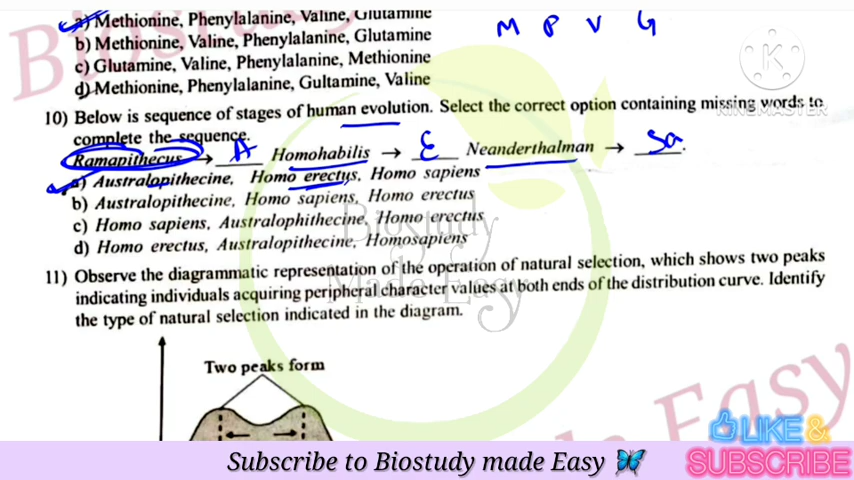 a) Methionine, Phenylalanine, Valine, Glutamine
M P V G
b) Methionine, Valine, Phenylalanine, Glutamine
c) Glutamine, Valine, Phenylalanine, Methionine
d) Methionine, Phenylalanine, Gultamine, Valine
K
KINEMASTER
10) Below is sequence of stages of human evolution. Select the correct option containing missing words to
complete the sequence.
Ramapithecus → A Homohabilis → E Neanderthalman → Sa.
a) Australopithecine, Homo erectus, Homo sapiens
b) Australopithecine, Homo sapiens, Homo erectus
c) Homo sapiens, Australophithecine, Homo erectus
d) Homo erectus, Australopithecine, Homosapiens
Biostudy
Made Easy
11) Observe the diagrammatic representation of the operation of natural selection, which shows two peaks
indicating individuals acquiring peripheral character values at both ends of the distribution curve. Identify
the type of natural selection indicated in the diagram.
Two peaks form
LIKE &
SUBSCRIBE
Subscribe to Biostudy made Easy 🦋